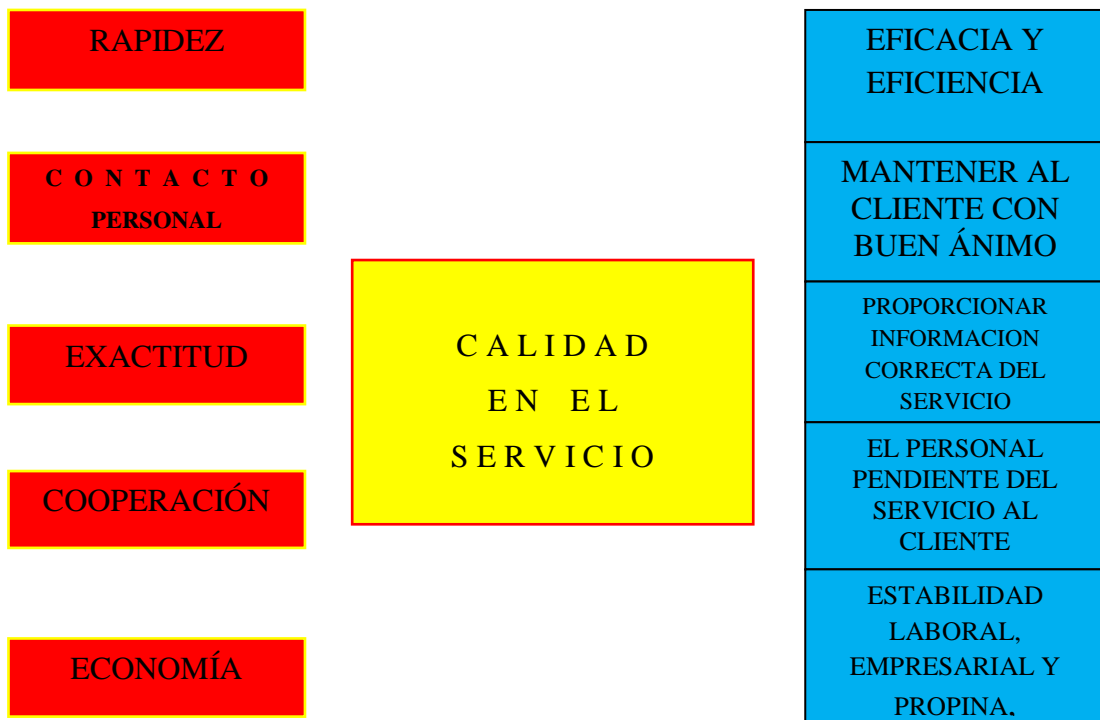 RAPIDEZ
C O N T A C T O
PERSONAL
EXACTITUD
COOPERACIÓN
ECONOMÍA
C A L I D A D
E N E L
S E R V I C I O
EFICACIA Y
EFICIENCIA
MANTENER AL
CLIENTE CON
BUEN ÁNIMO
PROPORCIONAR
INFORMACION
CORRECTA DEL
SERVICIO
EL PERSONAL
PENDIENTE DEL
SERVICIO AL
CLIENTE
ESTABILIDAD
LABORAL,
EMPRESARIAL Y
PROPINA,